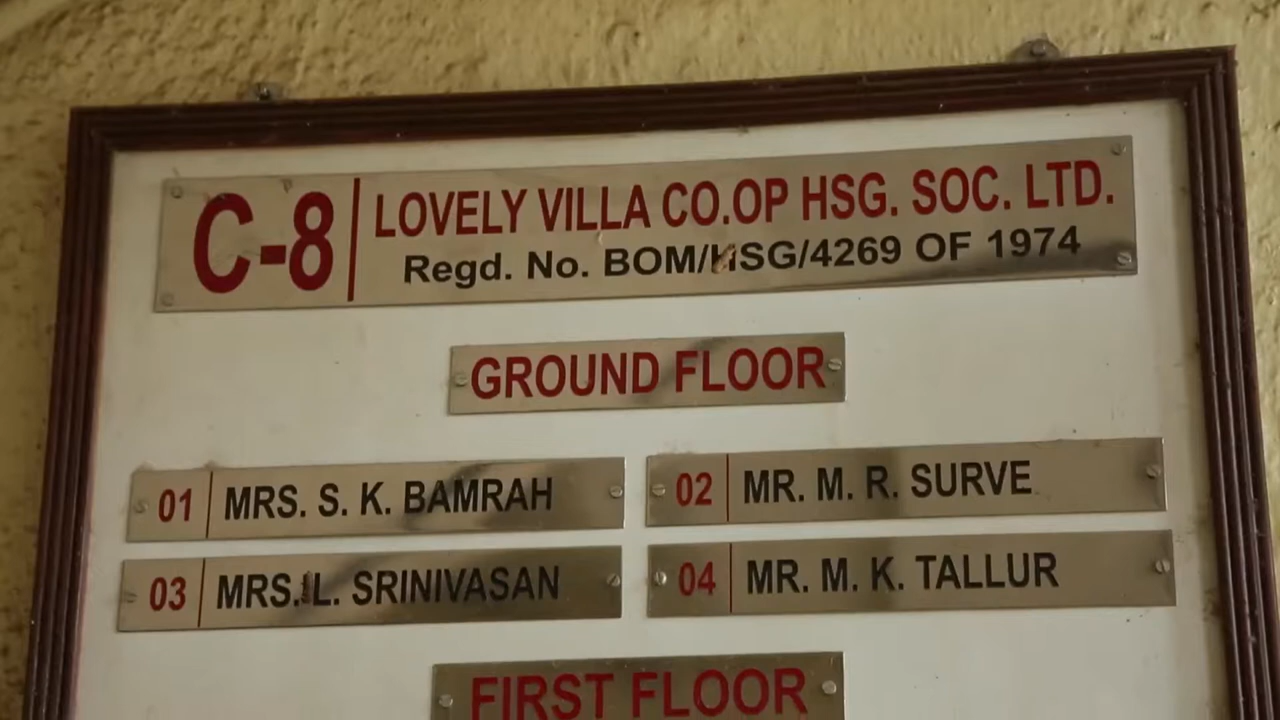 C-8 LOVELY VILLA CO.OP HSG. SOC. LTD.
Regd. No. BOM/HSG/4269 OF 1974
GROUND FLOOR
01 MRS. S. K. BAMRAH
02 MR. M. R. SURVE
03 MRS. L. SRINIVASAN
04 MR. M. K. TALLUR
FIRST FLOOR